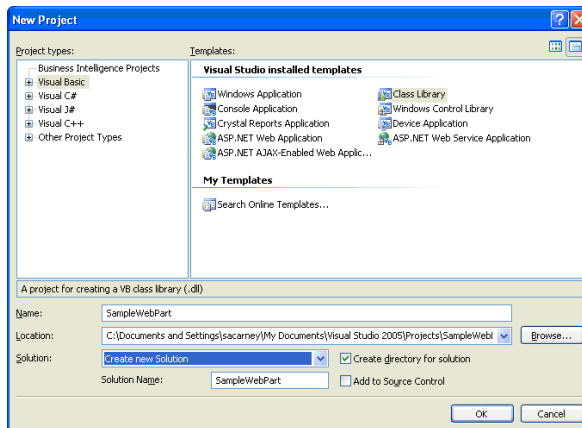 New Project
Project types:
Templates:
Business Intelligence Projects
Visual Basic
Visual C#
Visual J#
Visual C++
Other Project Types
Visual Studio installed templates
Windows Application
Class Library
Console Application
Windows Control Library
Crystal Reports Application
Device Application
ASP.NET Web Application
ASP.NET Web Service Application
ASP.NET AJAX-Enabled Web Applic...
My Templates
Search Online Templates...
A project for creating a VB class library (.dll)
Name:
SampleWebPart
Location:
C:\Documents and Settings\sacarney\My Documents\Visual Studio 2005\Projects\SampleWebI
Browse...
Solution:
Create new Solution
Create directory for solution
Solution Name:
SampleWebPart
Add to Source Control
OK
Cancel